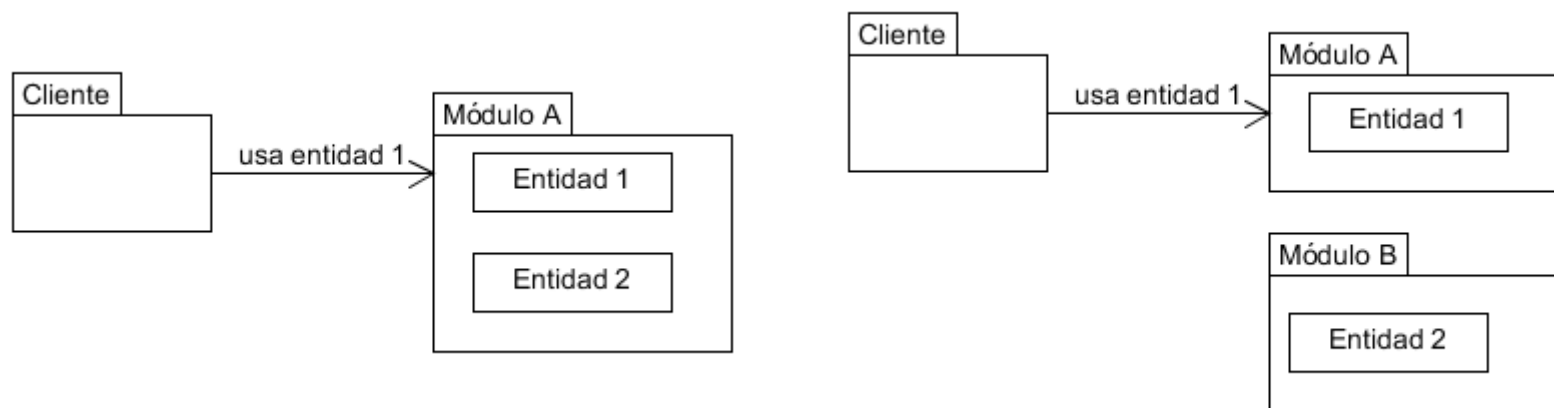 Cliente
usa entidad 1
Módulo A
Entidad 1
Entidad 2
Cliente
usa entidad 1
Módulo A
Entidad 1
Módulo B
Entidad 2